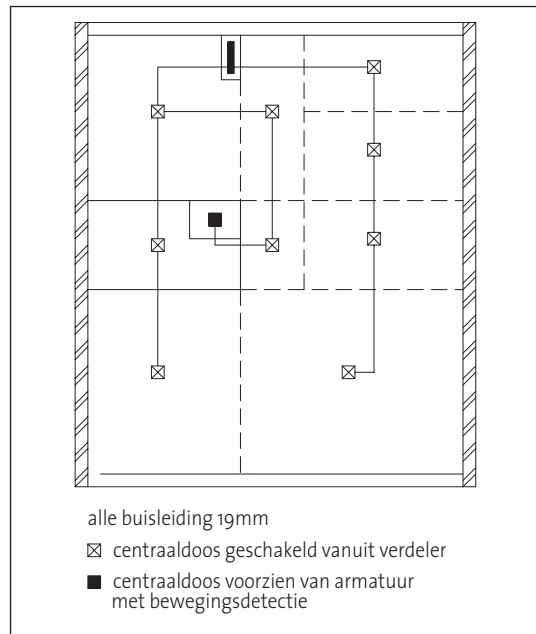 alle buisleiding 19mm
centraaldoos geschakeld vanuit verdeler
centraaldoos voorzien van armatuur
met bewegingsdetectie